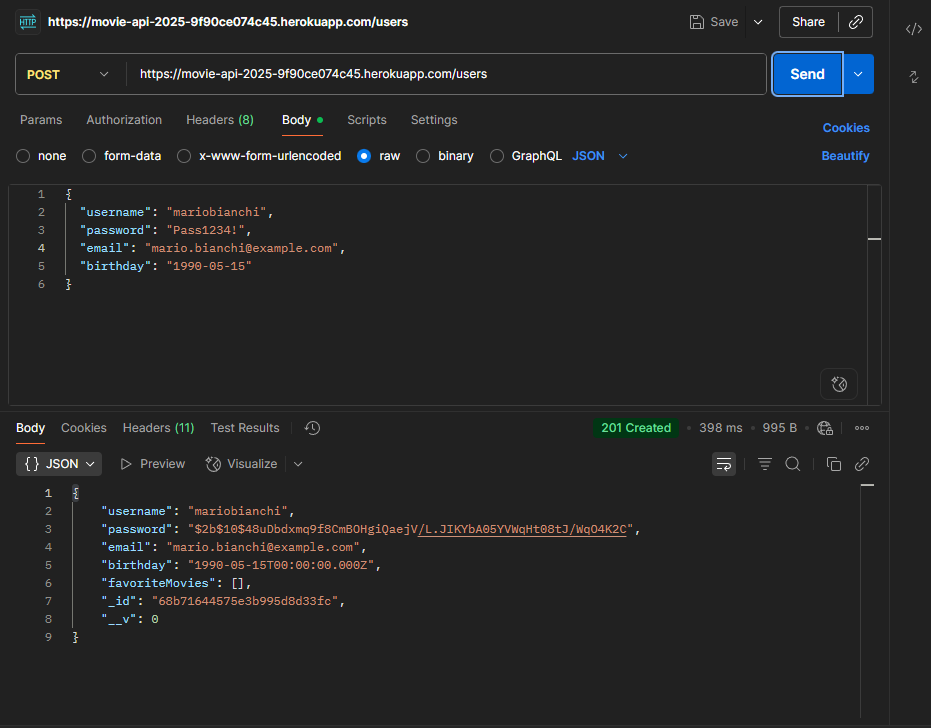 HTTP https://movie-api-2025-9f90ce074c45.herokuapp.com/users Save Share
POST https://movie-api-2025-9f90ce074c45.herokuapp.com/users Send
Params Authorization Headers (8) Body Scripts Settings Cookies
none form-data x-www-form-urlencoded raw binary GraphQL JSON Beautify
1 {
2 "username": "mariobianchi",
3 "password": "Pass1234!",
4 "email": "mario.bianchi@example.com",
5 "birthday": "1990-05-15"
6 }
Body Cookies Headers (11) Test Results 201 Created • 398 ms • 995 B •
{} JSON Preview Visualize
1 {
2 "username": "mariobianchi",
3 "password": "$2b$10$48uDbdxmq9f8CmBOHgiQaejV/L.JIKYbA05YVWqHt08tJ/WqO4K2C",
4 "email": "mario.bianchi@example.com",
5 "birthday": "1990-05-15T00:00:00.000Z",
6 "favoriteMovies": [],
7 "_id": "68b71644575e3b995d8d33fc",
8 "__v": 0
9 }